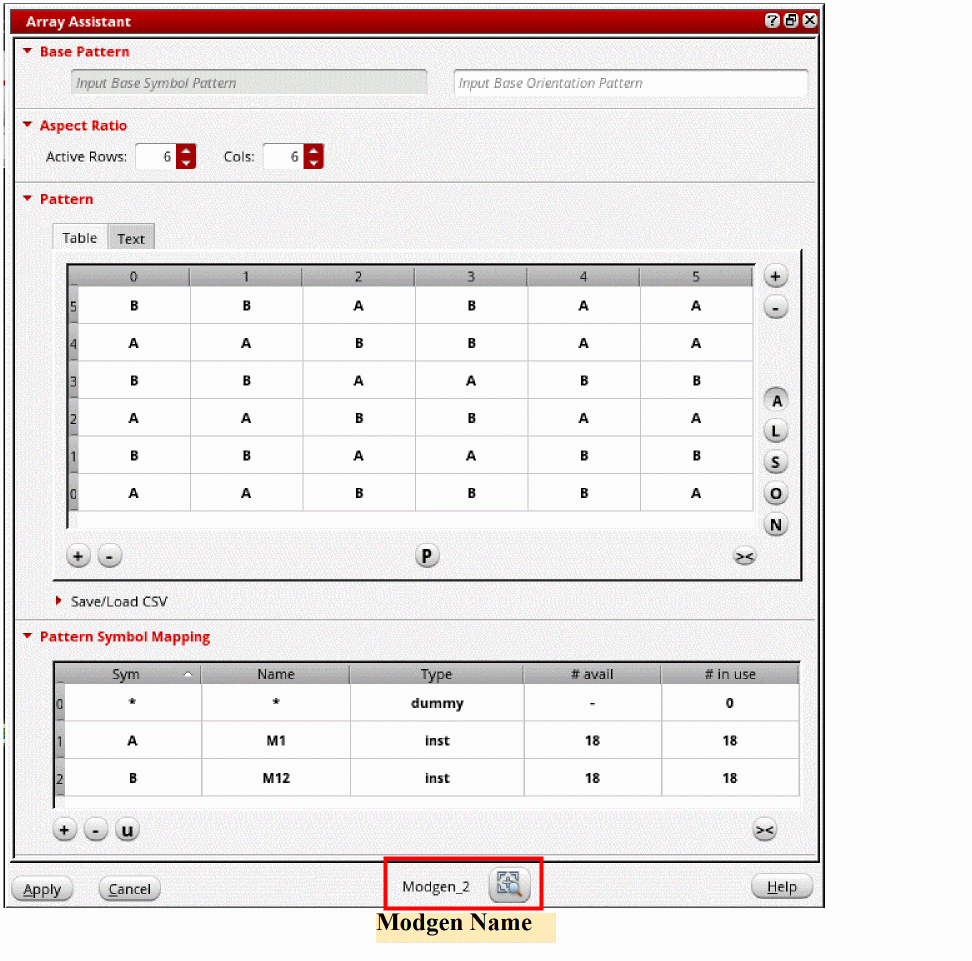 Array Assistant ?
Base Pattern
Input Base Symbol Pattern Input Base Orientation Pattern
Aspect Ratio
Active Rows: 6 Cols: 6
Pattern
Table Text
0 1 2 3 4 5 +
5 B B A B A A -
4 A A B B A A
3 B B A A B B
A
2 A A B B A A
L
1 B B A A B B
S
0 A A B B B A
O
N
+ - P ><
Save/Load CSV
Pattern Symbol Mapping
Sym Name Type # avail # in use
0 * * dummy - 0
1 A M1 inst 18 18
2 B M12 inst 18 18
+ - u ><
Apply Cancel Modgen_2 Help
Modgen Name